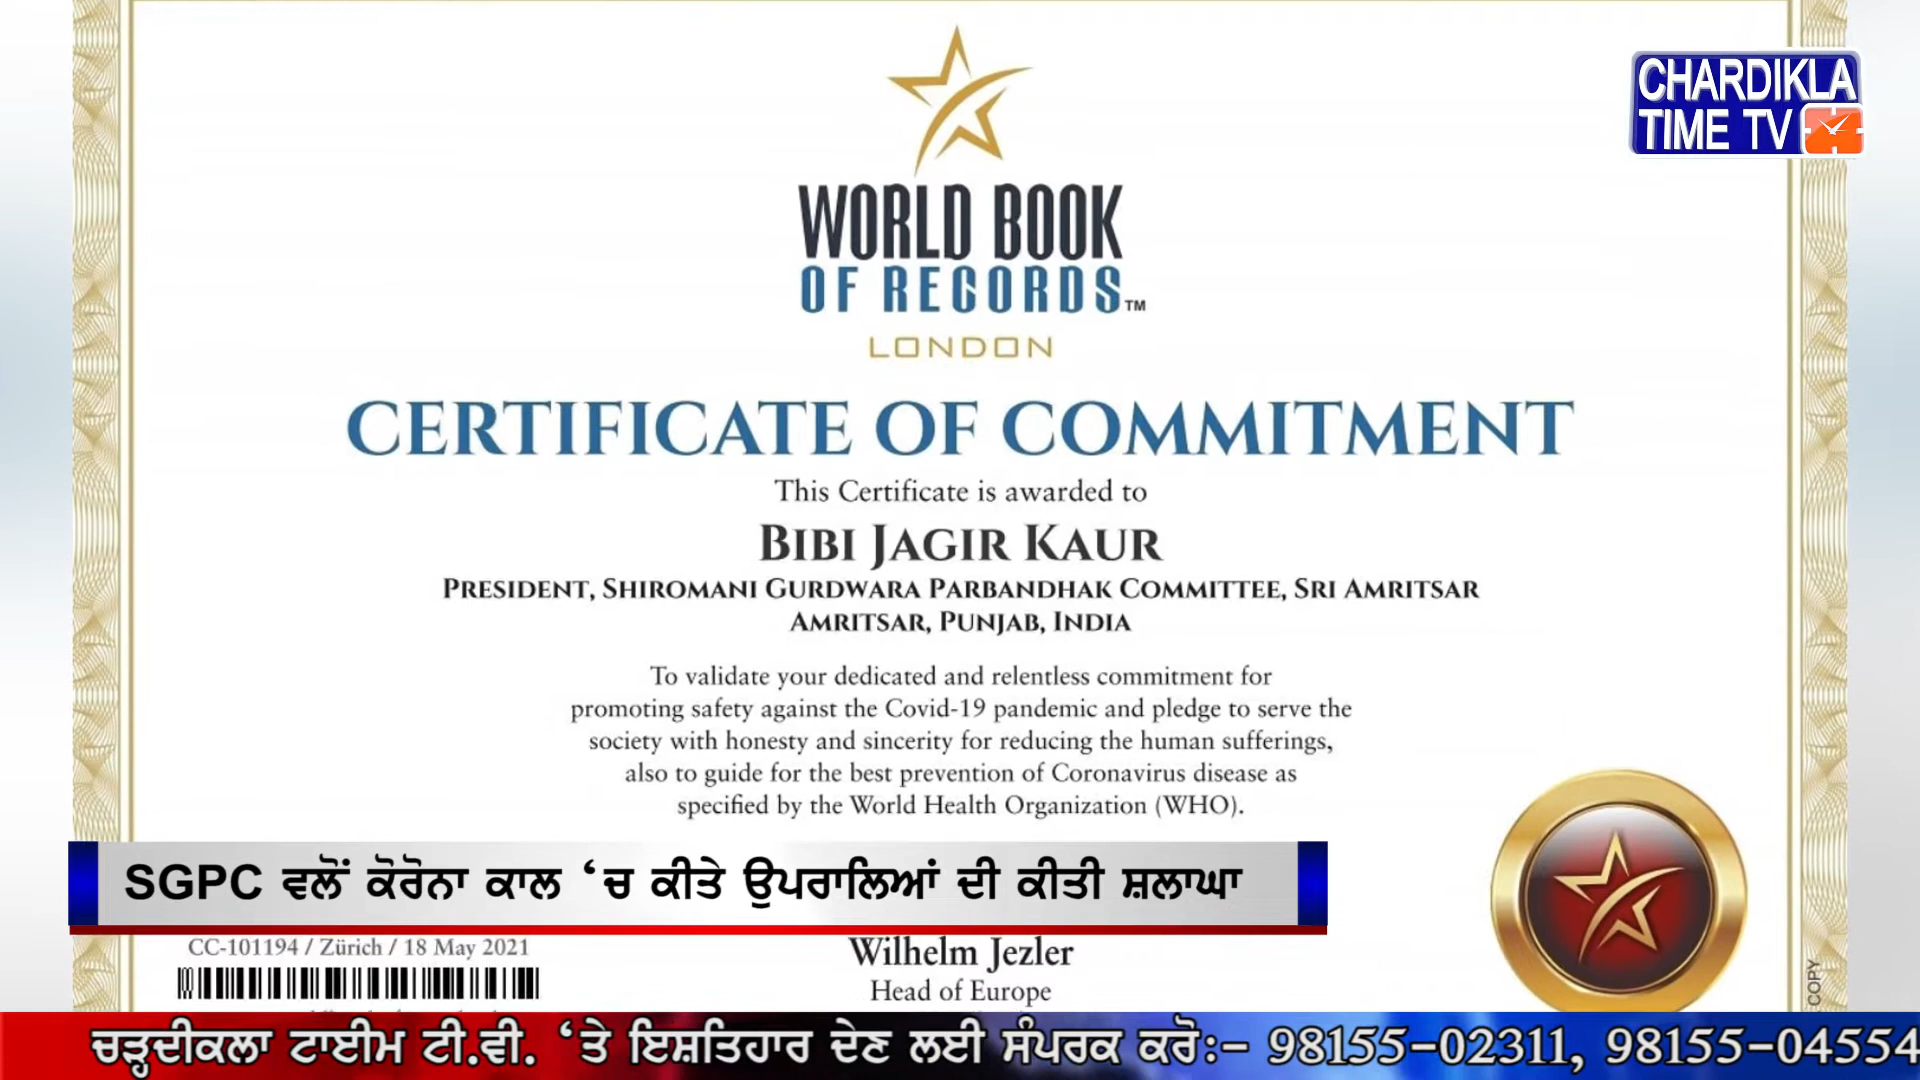 CHARDIKLA
TIME TV
WORLD BOOK
OF RECORDS™
LONDON
CERTIFICATE OF COMMITMENT
This Certificate is awarded to
BIBI JAGIR KAUR
PRESIDENT, SHIROMANI GURDWARA PARBANDHAK COMMITTEE, SRI AMRITSAR
AMRITSAR, PUNJAB, INDIA
To validate your dedicated and relentless commitment for
promoting safety against the Covid-19 pandemic and pledge to serve the
society with honesty and sincerity for reducing the human sufferings,
also to guide for the best prevention of Coronavirus disease as
specified by the World Health Organization (WHO).
SGPC ਵਲੋਂ ਕੋਰੋਨਾ ਕਾਲ ‘ਚ ਕੀਤੇ ਉਪਰਾਲਿਆਂ ਦੀ ਕੀਤੀ ਸ਼ਲਾਘਾ
CC-101194 / Zürich / 18 May 2021
Wilhelm Jezler
Head of Europe
COPY
ਚੜ੍ਹਦੀਕਲਾ ਟਾਈਮ ਟੀ.ਵੀ. ‘ਤੇ ਇਸ਼ਤਿਹਾਰ ਦੇਣ ਲਈ ਸੰਪਰਕ ਕਰੋ:- 98155-02311, 98155-04554